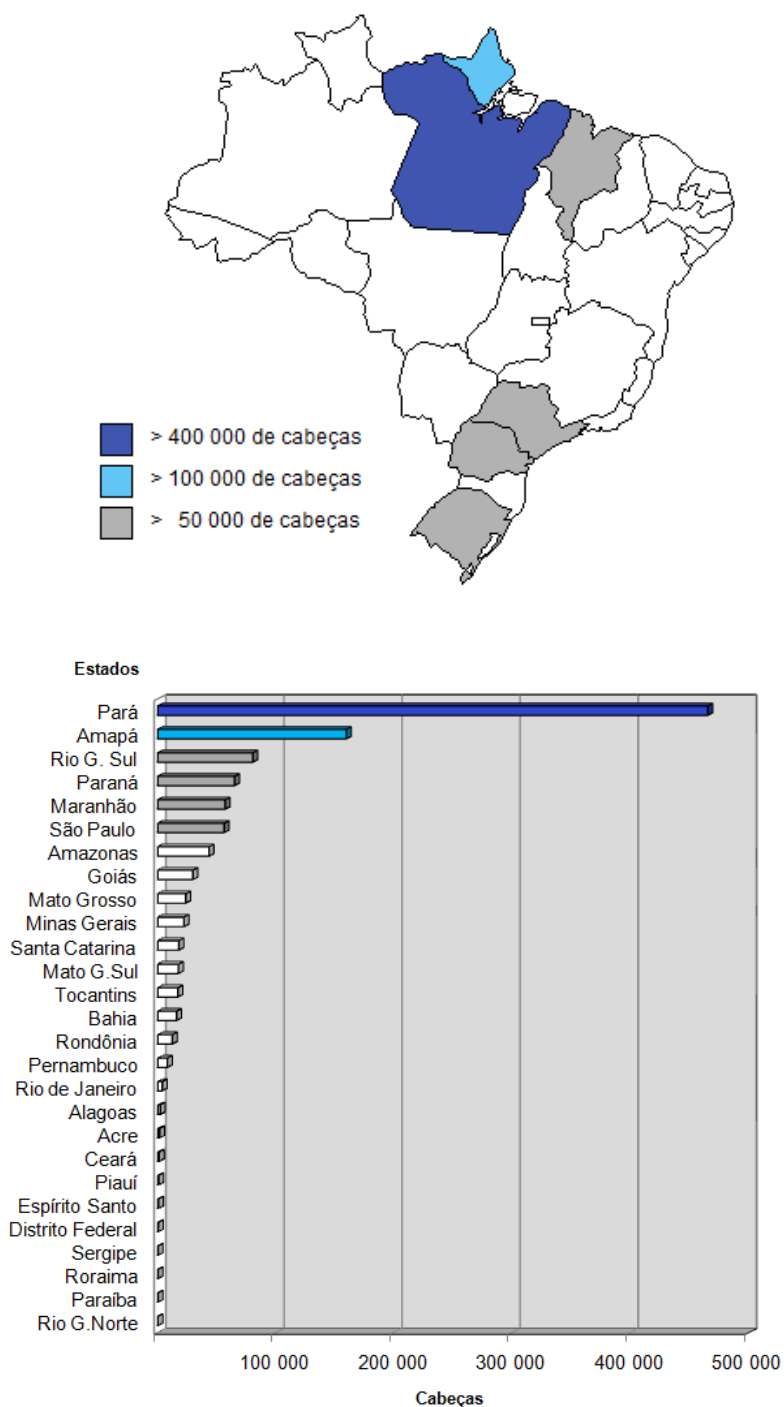 > 400 000 de cabeças
> 100 000 de cabeças
> 50 000 de cabeças
Estados
Pará
Amapá
Rio G. Sul
Paraná
Maranhão
São Paulo
Amazonas
Goiás
Mato Grosso
Minas Gerais
Santa Catarina
Mato G.Sul
Tocantins
Bahia
Rondônia
Pernambuco
Rio de Janeiro
Alagoas
Acre
Ceará
Piauí
Espírito Santo
Distrito Federal
Sergipe
Roraima
Paraíba
Rio G.Norte
100 000 200 000 300 000 400 000 500 000
Cabeças